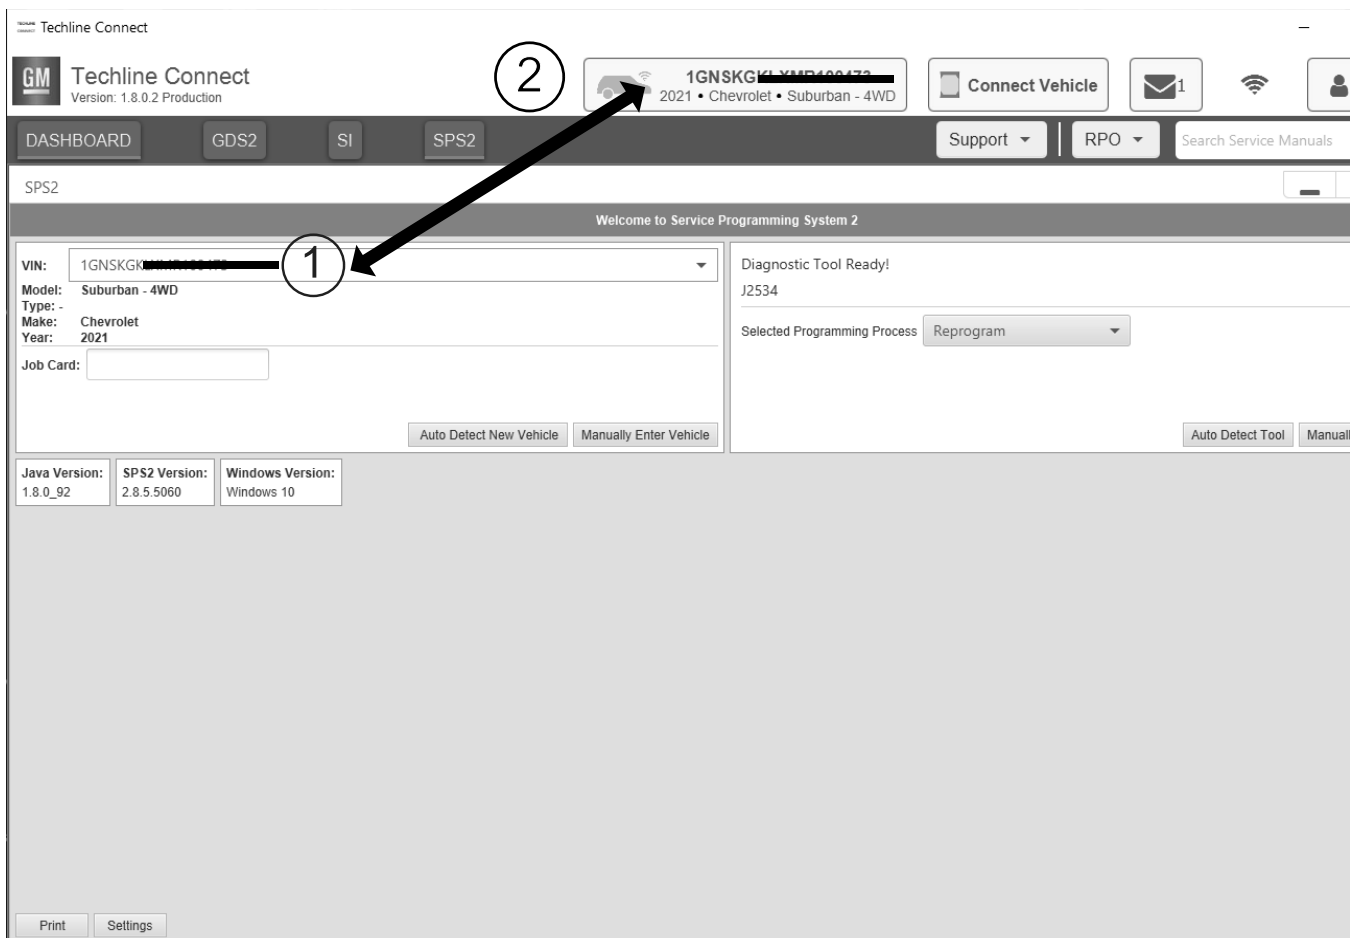 Techline Connect
GM
Techline Connect
Version: 1.8.0.2 Production
2
1GNSKGK
2021 • Chevrolet • Suburban - 4WD
Connect Vehicle
1
DASHBOARD GDS2 SI SPS2 Support RPO Search Service Manuals
SPS2
Welcome to Service Programming System 2
VIN: 1GNSKGK
1
Model: Suburban - 4WD
Type: -
Make: Chevrolet
Year: 2021
Job Card:
Auto Detect New Vehicle Manually Enter Vehicle
Diagnostic Tool Ready!
J2534
Selected Programming Process Reprogram
Auto Detect Tool Manuall
Java Version:
1.8.0_92
SPS2 Version:
2.8.5.5060
Windows Version:
Windows 10
Print Settings